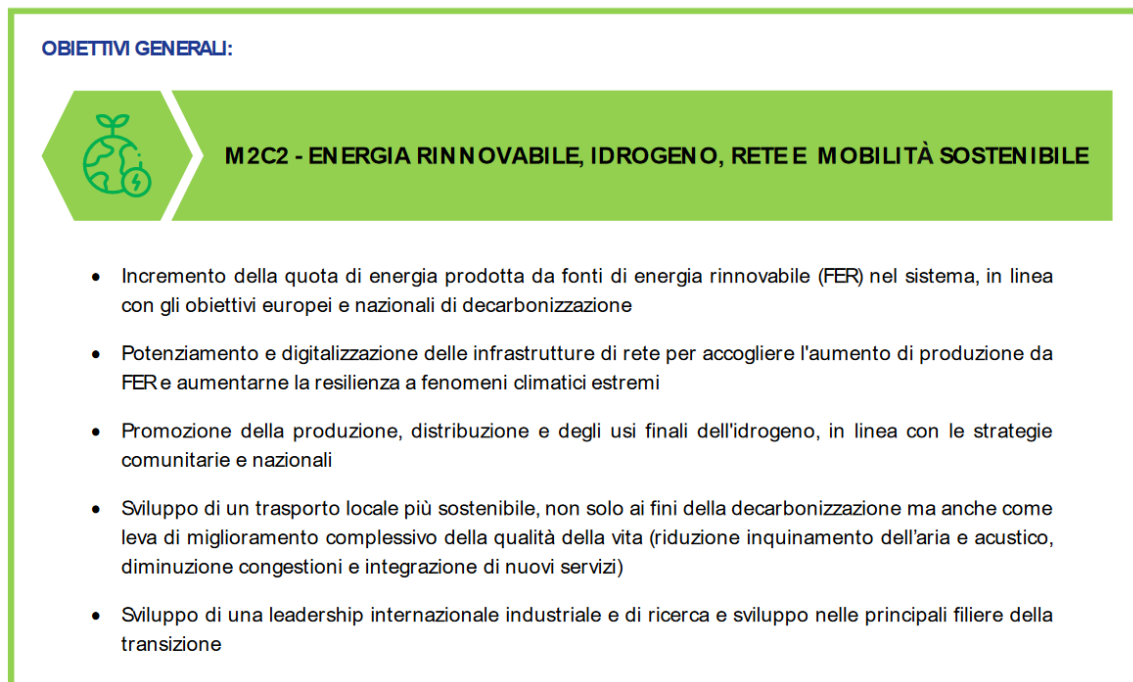 OBIETTIVI GENERALI:
M2C2 - ENERGIA RINNOVABILE, IDROGENO, RETE E MOBILITÀ SOSTENIBILE
• Incremento della quota di energia prodotta da fonti di energia rinnovabile (FER) nel sistema, in linea
con gli obiettivi europei e nazionali di decarbonizzazione
• Potenziamento e digitalizzazione delle infrastrutture di rete per accogliere l'aumento di produzione da
FER e aumentarne la resilienza a fenomeni climatici estremi
• Promozione della produzione, distribuzione e degli usi finali dell'idrogeno, in linea con le strategie
comunitarie e nazionali
• Sviluppo di un trasporto locale più sostenibile, non solo ai fini della decarbonizzazione ma anche come
leva di miglioramento complessivo della qualità della vita (riduzione inquinamento dell’aria e acustico,
diminuzione congestioni e integrazione di nuovi servizi)
• Sviluppo di una leadership internazionale industriale e di ricerca e sviluppo nelle principali filiere della
transizione